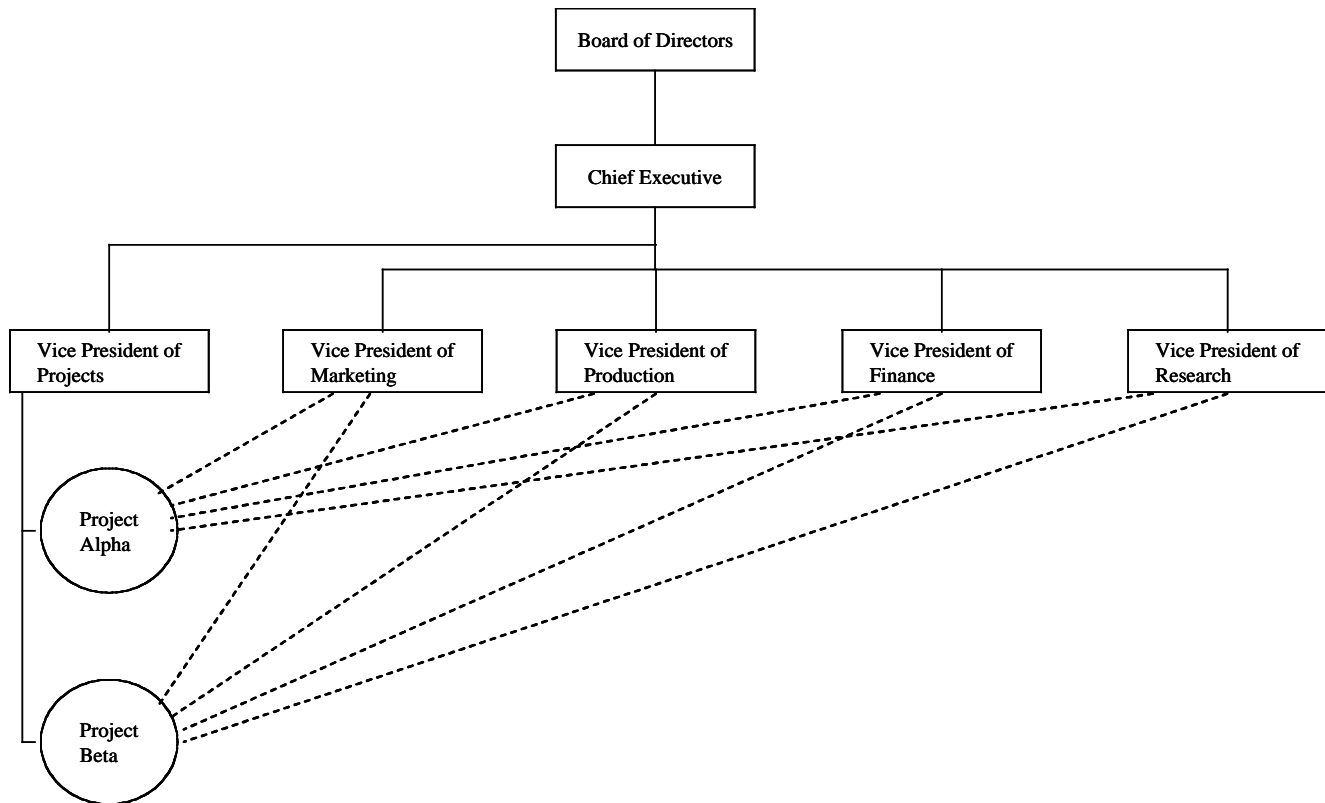 Board of Directors
Chief Executive
Vice President of
Projects
Vice President of
Marketing
Vice President of
Production
Vice President of
Finance
Vice President of
Research
Project
Alpha
Project
Beta